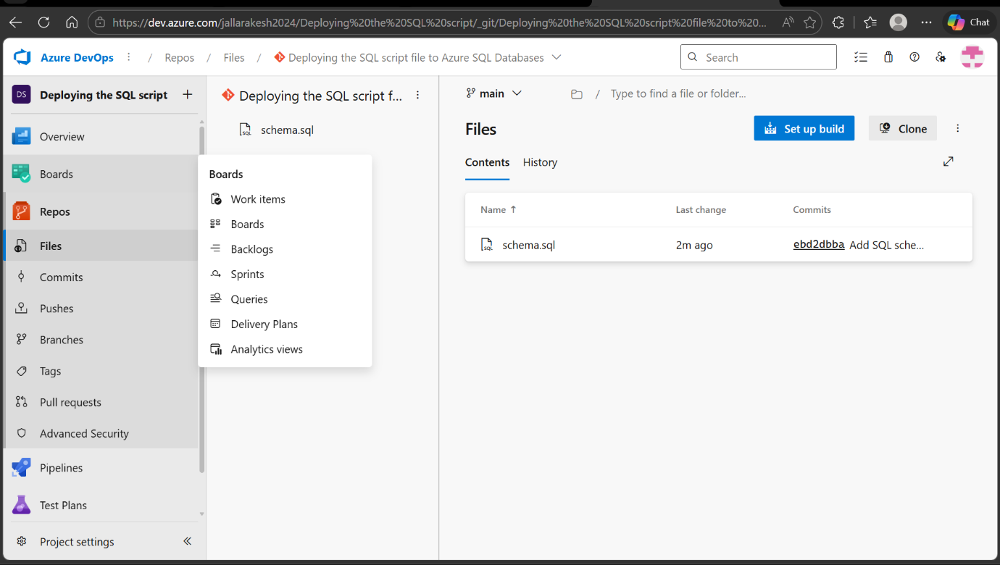 https://dev.azure.com/jallarakesh2024/Deploying%20the%20SQL%20script/_git/Deploying%20the%20SQL%20script%20file%20to%20...
Chat
Azure DevOps / Repos / Files / Deploying the SQL script file to Azure SQL Databases
Search
DS Deploying the SQL script
Overview
Boards
Repos
Files
Commits
Pushes
Branches
Tags
Pull requests
Advanced Security
Pipelines
Test Plans
Project settings
Deploying the SQL script f...
SQL schema.sql
Boards
Work items
Boards
Backlogs
Sprints
Queries
Delivery Plans
Analytics views
main / Type to find a file or folder...
Files
Set up build
Clone
Contents History
Name ↑ Last change Commits
SQL schema.sql 2m ago ebd2dbba Add SQL sche...